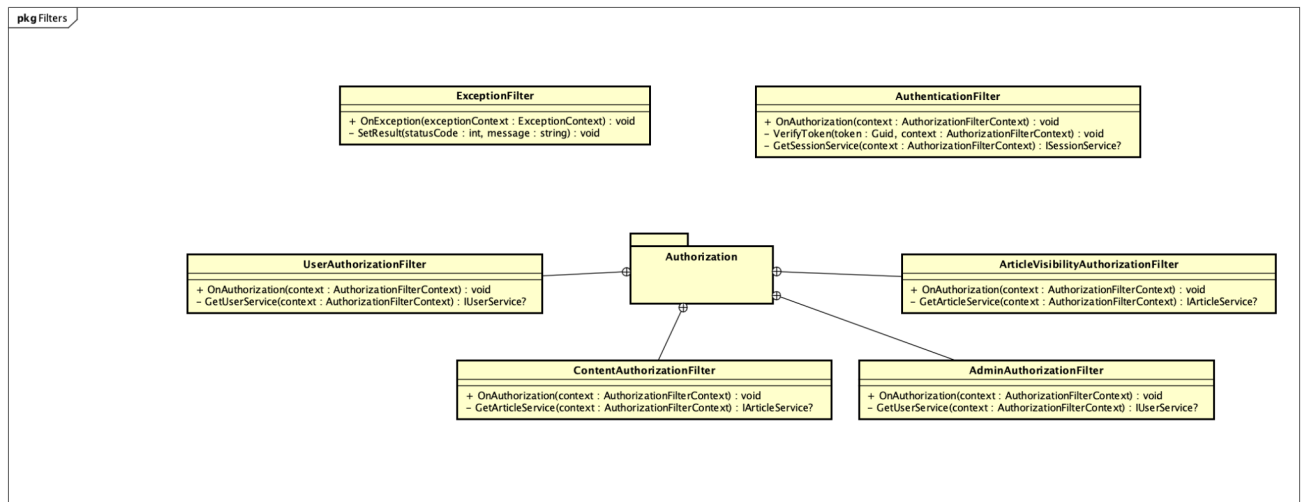 pkg Filters
ExceptionFilter
+ OnException(exceptionContext : ExceptionContext) : void
– SetResult(statusCode : int, message : string) : void
AuthenticationFilter
+ OnAuthorization(context : AuthorizationFilterContext) : void
– VerifyToken(token : Guid, context : AuthorizationFilterContext) : void
– GetSessionService(context : AuthorizationFilterContext) : ISessionService?
UserAuthorizationFilter
+ OnAuthorization(context : AuthorizationFilterContext) : void
– GetUserService(context : AuthorizationFilterContext) : IUserService?
Authorization
ArticleVisibilityAuthorizationFilter
+ OnAuthorization(context : AuthorizationFilterContext) : void
– GetArticleService(context : AuthorizationFilterContext) : IArticleService?
ContentAuthorizationFilter
+ OnAuthorization(context : AuthorizationFilterContext) : void
– GetArticleService(context : AuthorizationFilterContext) : IArticleService?
AdminAuthorizationFilter
+ OnAuthorization(context : AuthorizationFilterContext) : void
– GetUserService(context : AuthorizationFilterContext) : IUserService?